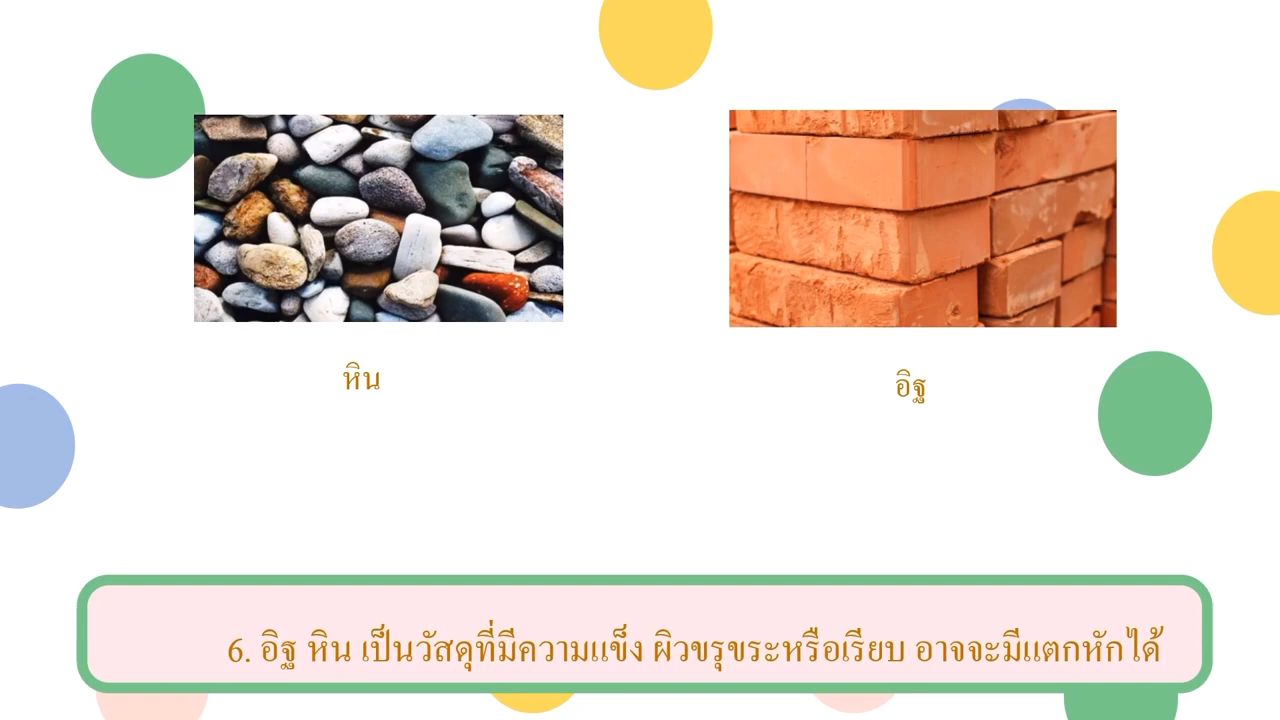 หิน
อิฐ
6. อิฐ หิน เป็นวัสดุที่มีความแข็ง ผิวขรุขระหรือเรียบ อาจจะมีแตกหักได้